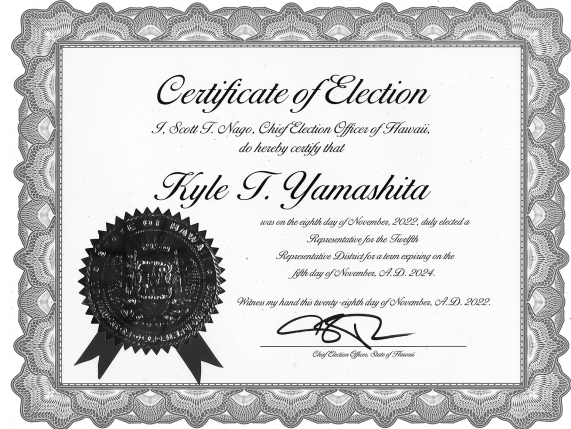 Certificate of Election
I, Scott T. Nago, Chief Election Officer of Hawaii,
do hereby certify that
Kyle T. Yamashita
was on the eighth day of November, 2022, duly elected a
Representative for the Twelfth
Representative District for a term expiring on the
fifth day of November, A.D. 2024.
Witness my hand this twenty-eighth day of November, A.D. 2022.
Chief Election Officer, State of Hawaii